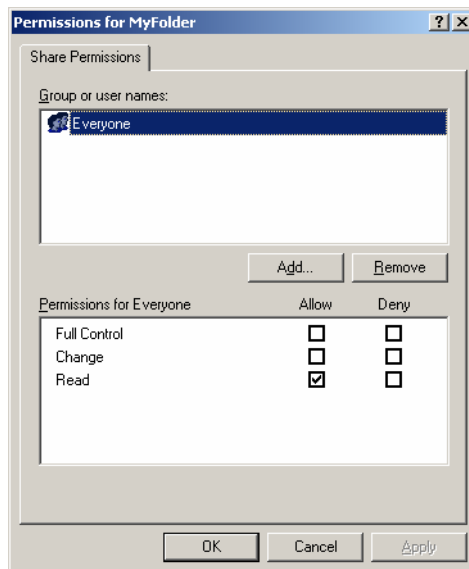 Permissions for MyFolder
Share Permissions
Group or user names:
Everyone
Add... Remove
Permissions for Everyone Allow Deny
Full Control
Change
Read
OK Cancel Apply